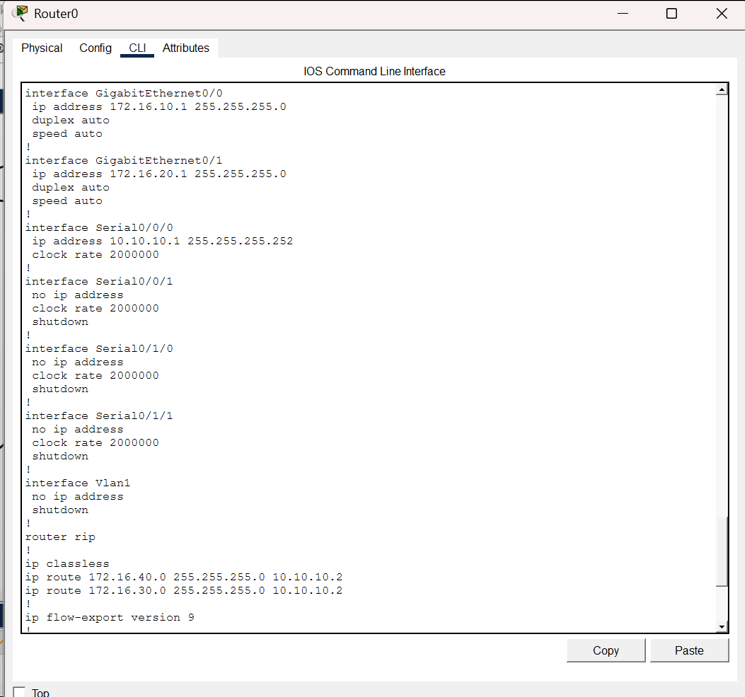 Router0
Physical Config CLI Attributes
IOS Command Line Interface
interface GigabitEthernet0/0
 ip address 172.16.10.1 255.255.255.0
 duplex auto
 speed auto
!
interface GigabitEthernet0/1
 ip address 172.16.20.1 255.255.255.0
 duplex auto
 speed auto
!
interface Serial0/0/0
 ip address 10.10.10.1 255.255.255.252
 clock rate 2000000
!
interface Serial0/0/1
 no ip address
 clock rate 2000000
 shutdown
!
interface Serial0/1/0
 no ip address
 clock rate 2000000
 shutdown
!
interface Serial0/1/1
 no ip address
 clock rate 2000000
 shutdown
!
interface Vlan1
 no ip address
 shutdown
!
router rip
!
ip classless
ip route 172.16.40.0 255.255.255.0 10.10.10.2
ip route 172.16.30.0 255.255.255.0 10.10.10.2
!
ip flow-export version 9
!
Copy Paste
Top